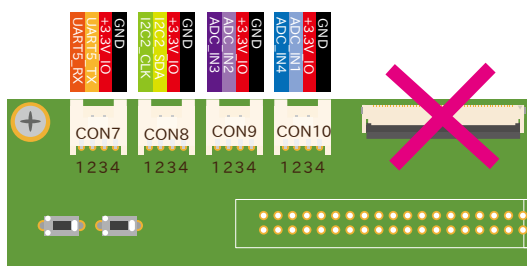 UART5_RX
UART5_TX
+3.3V_IO
GND
I2C2_CLK
I2C2_SDA
+3.3V_IO
GND
ADC_IN3
ADC_IN2
+3.3V_IO
GND
ADC_IN4
ADC_IN1
+3.3V_IO
GND
CON7 CON8 CON9 CON10
1234 1234 1234 1234